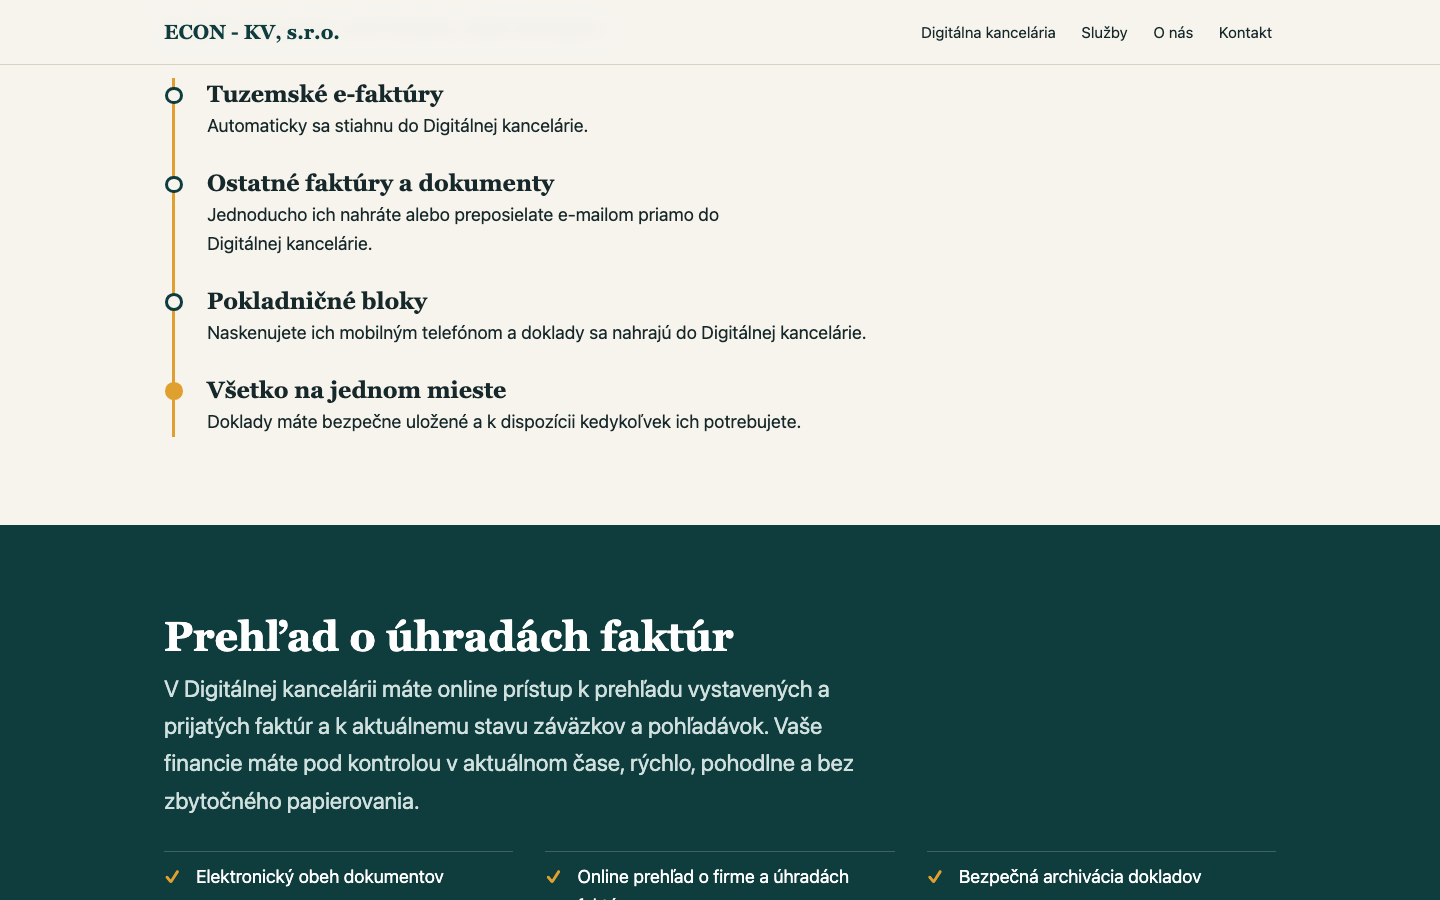 ECON - KV, s.r.o.
Digitálna kancelária Služby O nás Kontakt
Tuzemské e-faktúry
Automaticky sa stiahnu do Digitálnej kancelárie.
Ostatné faktúry a dokumenty
Jednoducho ich nahráte alebo preposielate e-mailom priamo do
Digitálnej kancelárie.
Pokladničné bloky
Naskenujete ich mobilným telefónom a doklady sa nahrajú do Digitálnej kancelárie.
Všetko na jednom mieste
Doklady máte bezpečne uložené a k dispozícii kedykoľvek ich potrebujete.
Prehľad o úhradách faktúr
V Digitálnej kancelárii máte online prístup k prehľadu vystavených a
prijatých faktúr a k aktuálnemu stavu záväzkov a pohľadávok. Vaše
financie máte pod kontrolou v aktuálnom čase, rýchlo, pohodlne a bez
zbytočného papierovania.
Elektronický obeh dokumentov
Online prehľad o firme a úhradách
Bezpečná archivácia dokladov